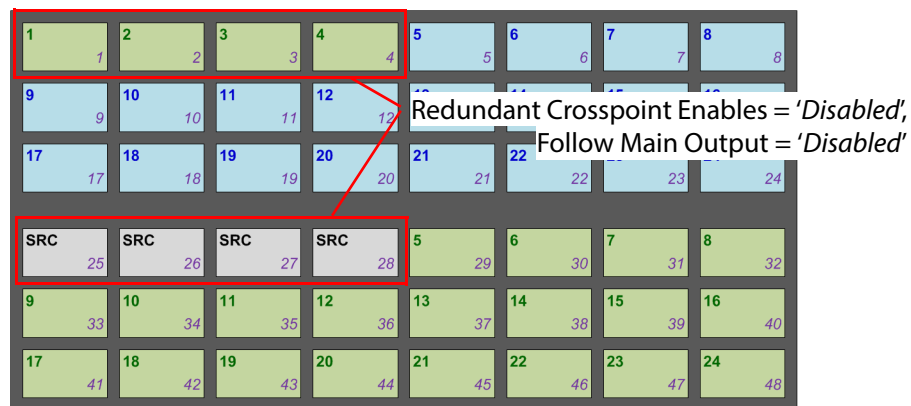 1 2 3 4 5 6 7 8
1 2 3 4 5 6 7 8
9 10 11 12
9 10 11 12
Redundant Crosspoint Enables = 'Disabled',
Follow Main Output = 'Disabled'
17 18 19 20 21 22
17 18 19 20 21 22 23 24
SRC SRC SRC SRC 5 6 7 8
25 26 27 28 29 30 31 32
9 10 11 12 13 14 15 16
33 34 35 36 37 38 39 40
17 18 19 20 21 22 23 24
41 42 43 44 45 46 47 48